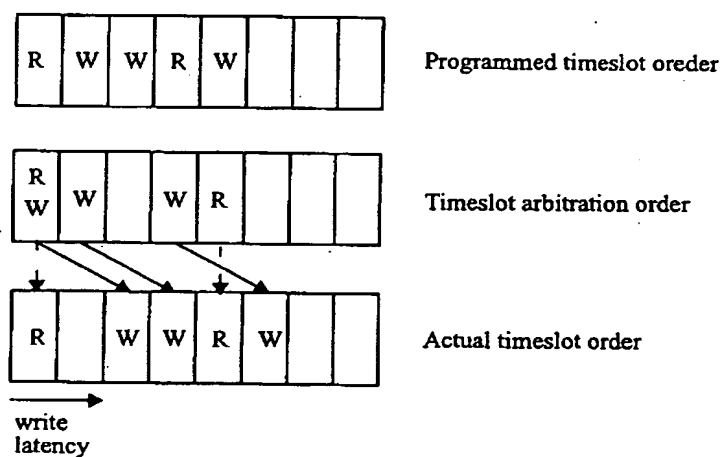 R W W R W Programmed timeslot oreder
R
W W W R Timeslot arbitration order
R W W R W Actual timeslot order
write
latency